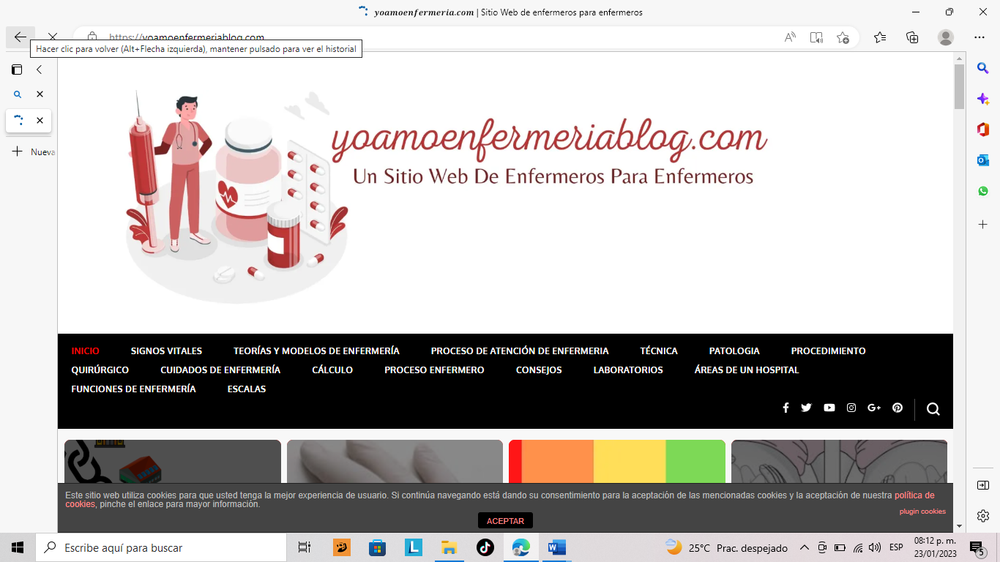 yoamoenfermeria.com | Sitio Web de enfermeros para enfermeros
https://yoamoenfermeriablog.com
Hacer clic para volver (Alt+Flecha izquierda), mantener pulsado para ver el historial
Nueva
yoamoenfermeriablog.com
Un Sitio Web De Enfermeros Para Enfermeros
INICIO SIGNOS VITALES TEORÍAS Y MODELOS DE ENFERMERÍA PROCESO DE ATENCIÓN DE ENFERMERIA TÉCNICA PATOLOGIA PROCEDIMIENTO
QUIRÚRGICO CUIDADOS DE ENFERMERÍA CÁLCULO PROCESO ENFERMERO CONSEJOS LABORATORIOS ÁREAS DE UN HOSPITAL
FUNCIONES DE ENFERMERÍA ESCALAS
Este sitio web utiliza cookies para que usted tenga la mejor experiencia de usuario. Si continúa navegando está dando su consentimiento para la aceptación de las mencionadas cookies y la aceptación de nuestra política de
cookies, pinche el enlace para mayor información.
plugin cookies
ACEPTAR
Escribe aquí para buscar
25°C Prac. despejado
ESP
08:12 p. m.
23/01/2023
5